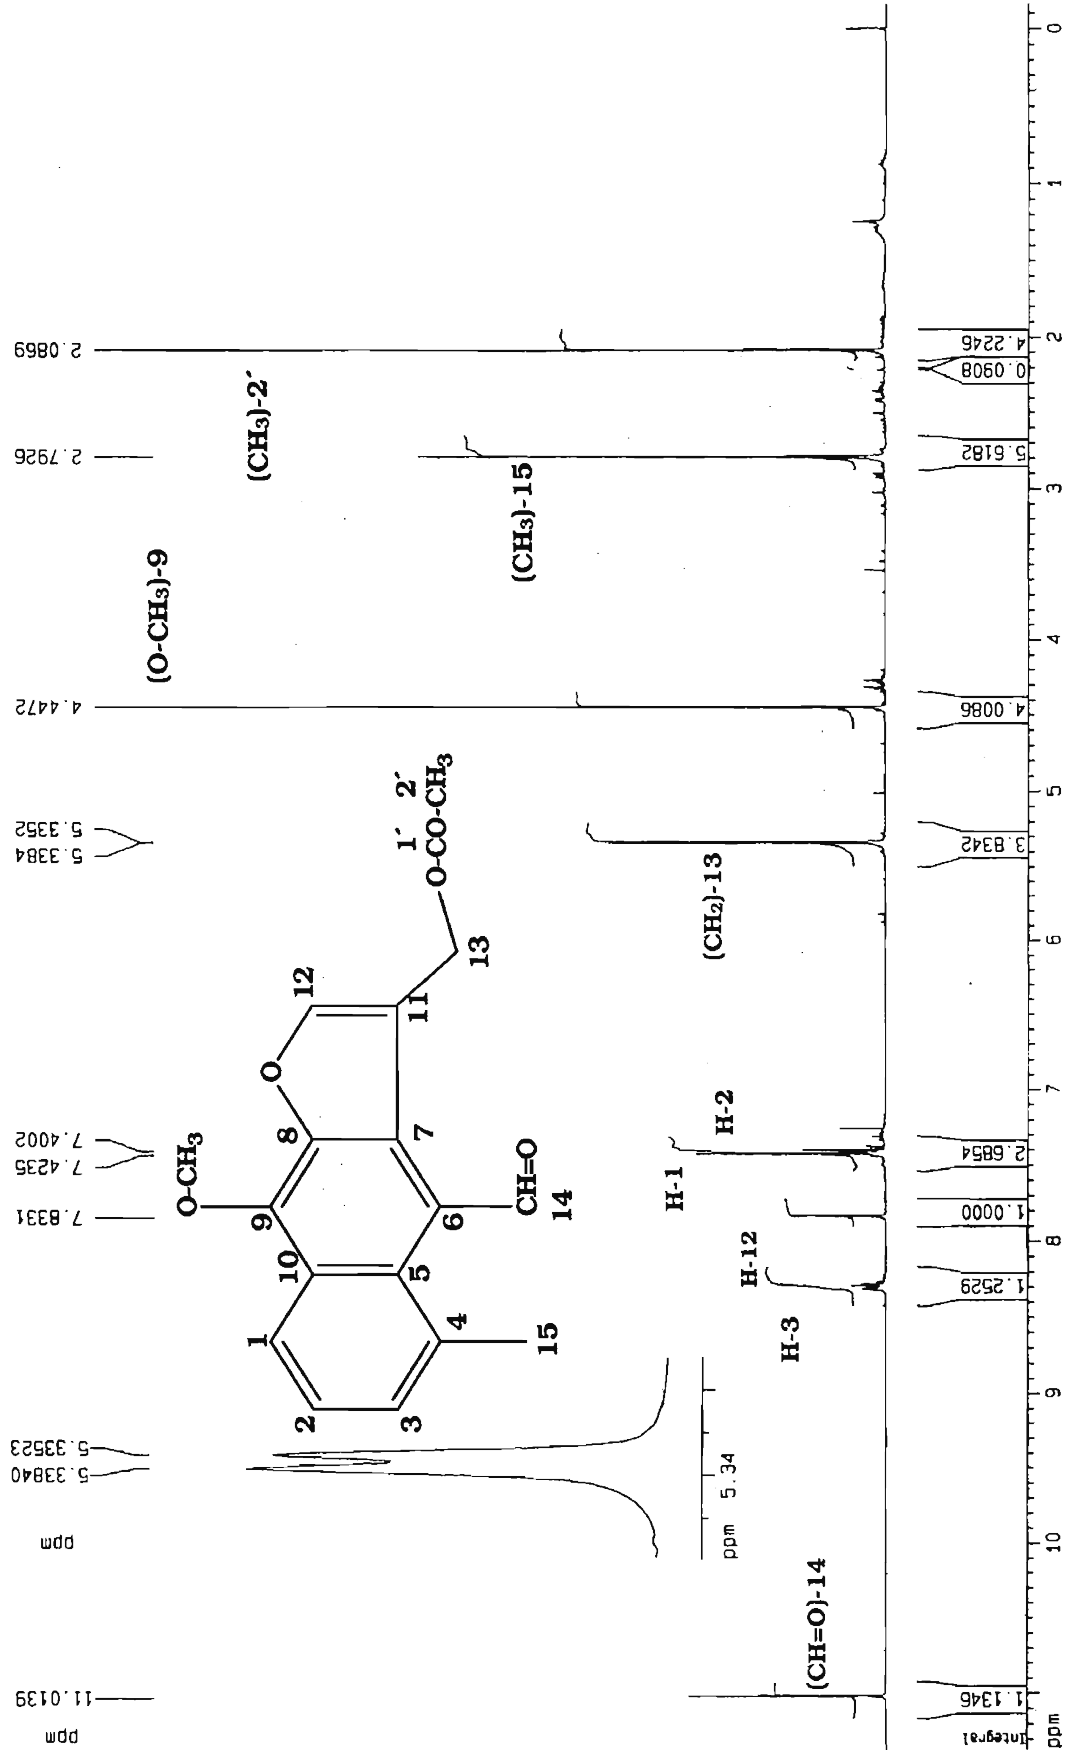 ppm
11.0139
7.8331
7.4235
7.4002
5.3384
5.3352
4.4472
2.7926
2.0869
ppm
5.33840
5.33523
ppm 5.34
O-CH3
O
12
11
13
O-CO-CH3
1´ 2´
8
7
9
6
CH=O
14
10
5
1
2
3
4
15
(CH=O)-14
H-3
H-12
H-1
H-2
(CH2)-13
(O-CH3)-9
(CH3)-15
(CH3)-2´
Integral
1.1346
1.2529
1.0000
2.6854
3.8342
4.0086
5.6182
0.0908
4.2246
ppm
10
9
8
7
6
5
4
3
2
1
0